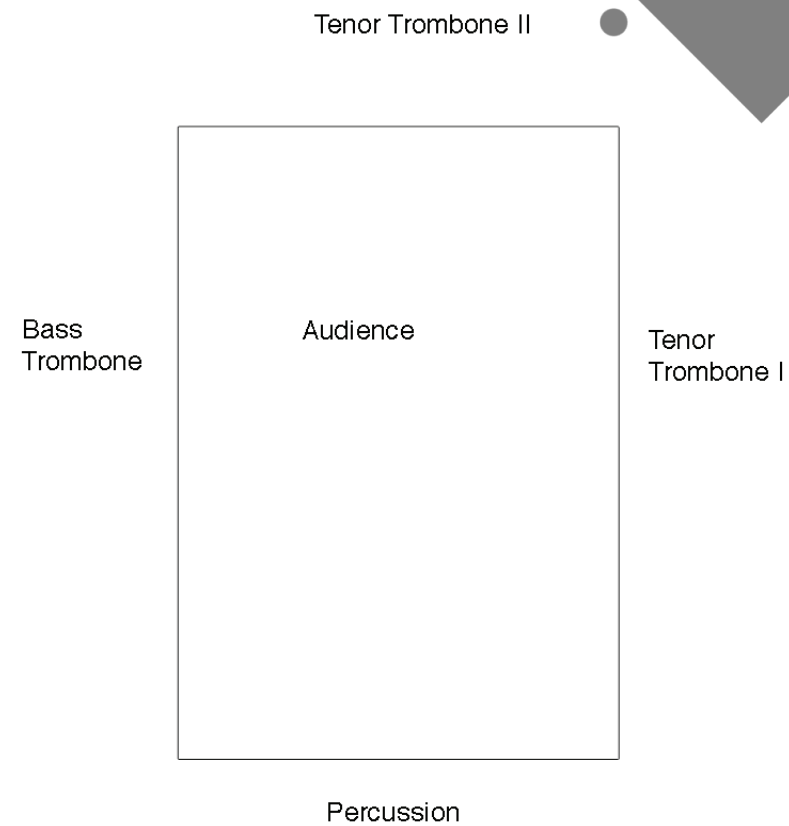 Tenor Trombone II
Bass
Trombone
Audience
Tenor
Trombone I
Percussion